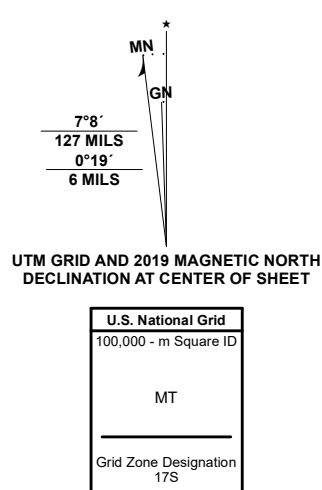 ★
MN
GN
7°8´
127 MILS
0°19´
6 MILS
UTM GRID AND 2019 MAGNETIC NORTH
DECLINATION AT CENTER OF SHEET
U.S. National Grid
100,000 - m Square ID
MT
Grid Zone Designation
17S